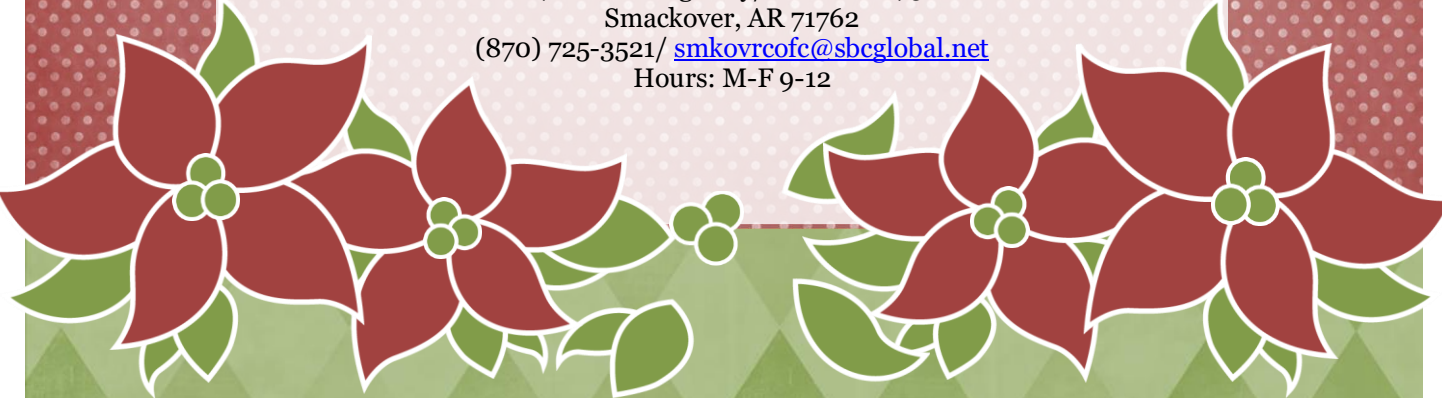 Smackover, AR 71762
(870) 725-3521/ smkovrcofc@sbcglobal.net
Hours: M-F 9-12